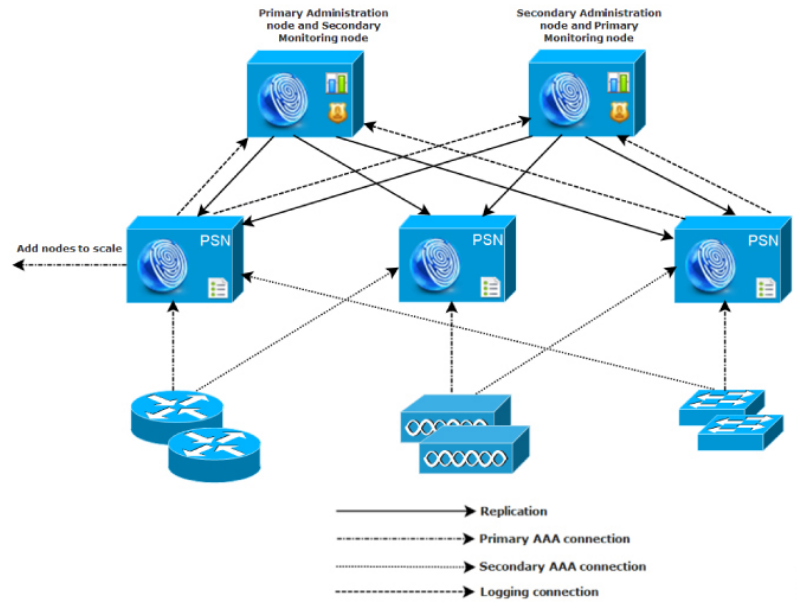 Primary Administration
node and Secondary
Monitoring node
Secondary Administration
node and Primary
Monitoring node
PSN
PSN
PSN
Add nodes to scale
Replication
Primary AAA connection
Secondary AAA connection
Logging connection